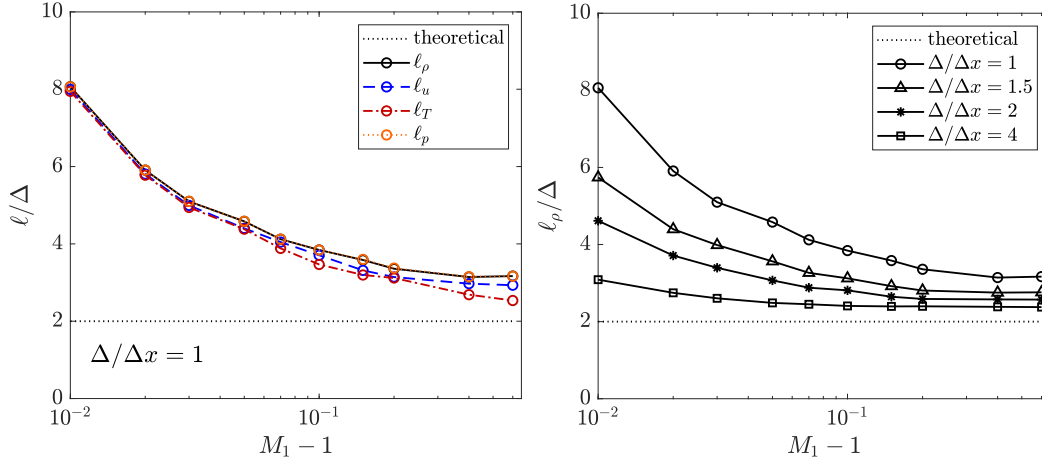 10
8
6
4
2
0
ℓ/Δ
theoretical
ℓ_ρ
ℓ_u
ℓ_T
ℓ_p
Δ/Δx = 1
10^{-2}
10^{-1}
M_1 − 1
10
8
6
4
2
0
ℓ_ρ/Δ
theoretical
Δ/Δx = 1
Δ/Δx = 1.5
Δ/Δx = 2
Δ/Δx = 4
10^{-2}
10^{-1}
M_1 − 1